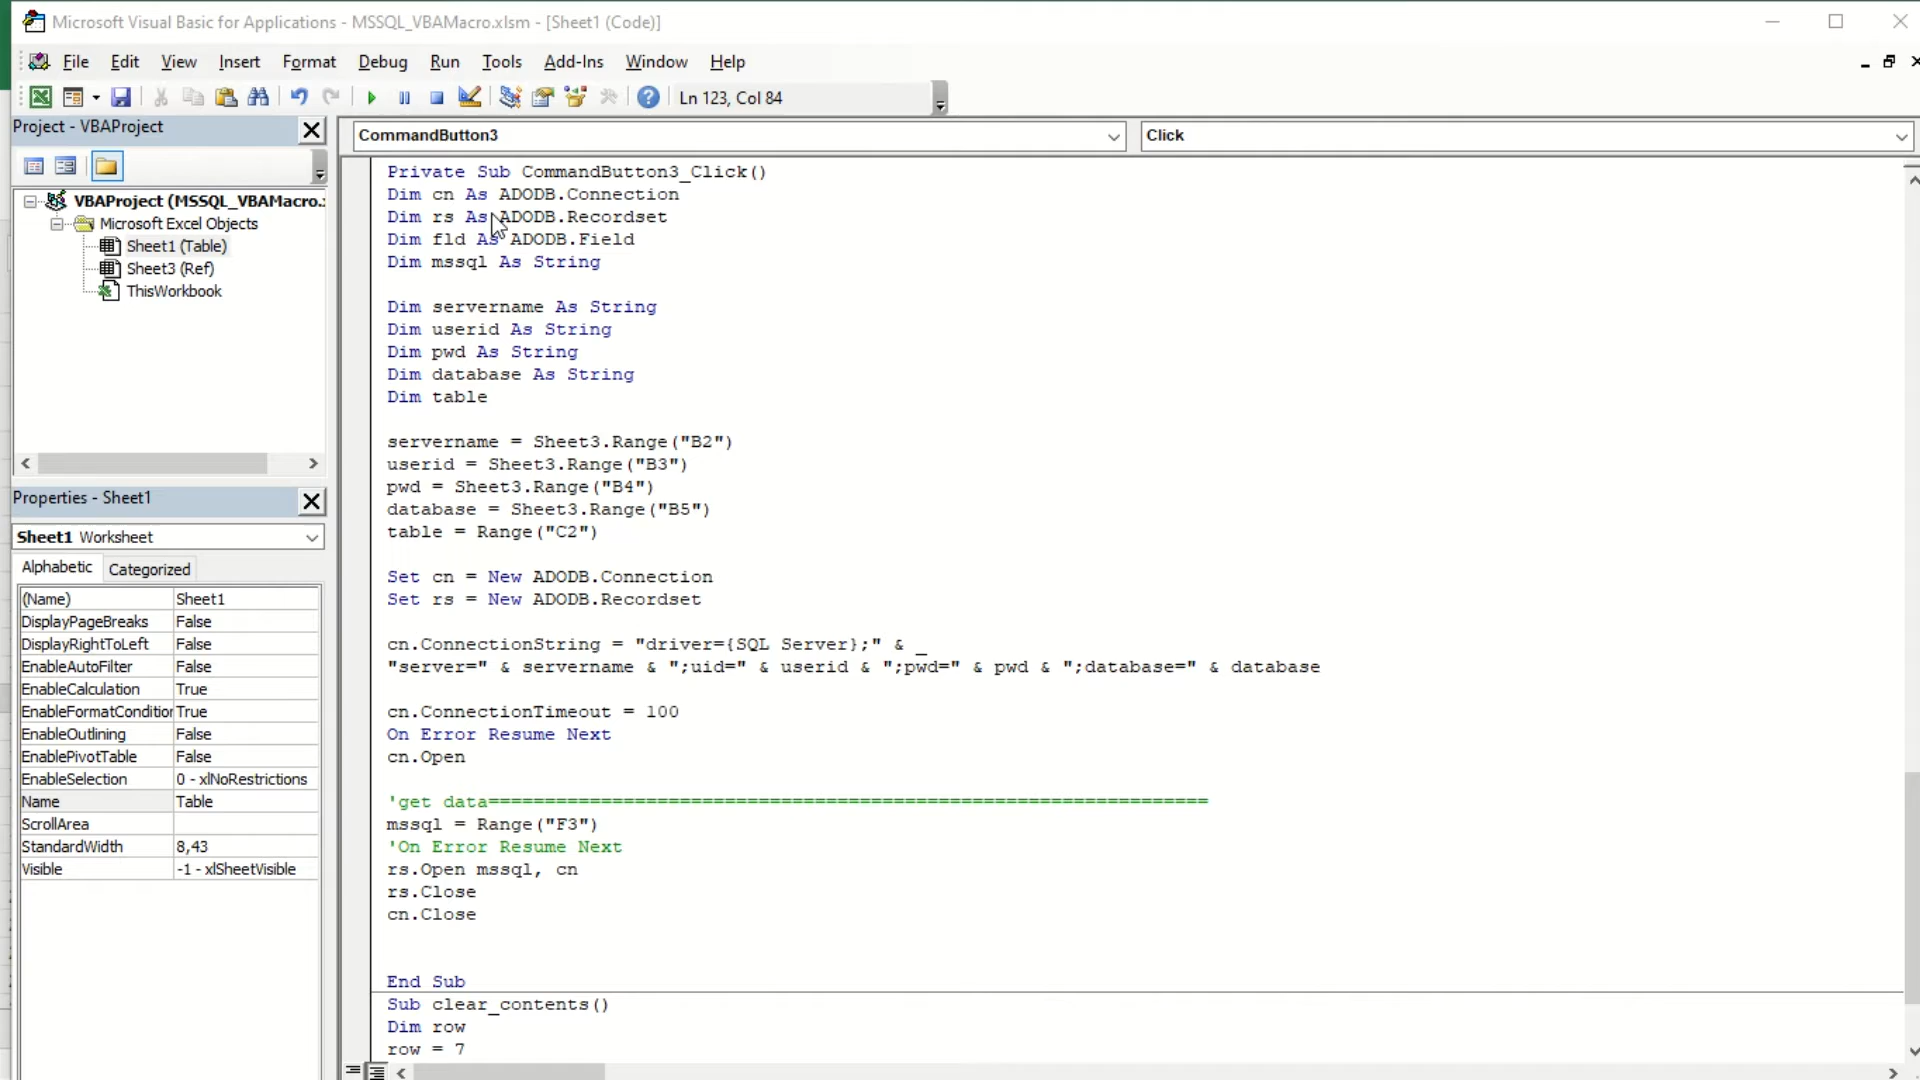 Microsoft Visual Basic for Applications - MSSQL_VBAMacro.xlsm - [Sheet1 (Code)]
File Edit View Insert Format Debug Run Tools Add-Ins Window Help
Ln 123, Col 84
Project - VBAProject
CommandButton3
Click
VBAProject (MSSQL_VBAMacro.:
Microsoft Excel Objects
Sheet1 (Table)
Sheet3 (Ref)
ThisWorkbook
Properties - Sheet1
Sheet1 Worksheet
Alphabetic Categorized
(Name) Sheet1
DisplayPageBreaks False
DisplayRightToLeft False
EnableAutoFilter False
EnableCalculation True
EnableFormatCondition True
EnableOutlining False
EnablePivotTable False
EnableSelection 0 - xlNoRestrictions
Name Table
ScrollArea
StandardWidth 8,43
Visible -1 - xlSheetVisible
Private Sub CommandButton3_Click()
Dim cn As ADODB.Connection
Dim rs As ADODB.Recordset
Dim fld As ADODB.Field
Dim mssql As String
Dim servername As String
Dim userid As String
Dim pwd As String
Dim database As String
Dim table
servername = Sheet3.Range("B2")
userid = Sheet3.Range("B3")
pwd = Sheet3.Range("B4")
database = Sheet3.Range("B5")
table = Range("C2")
Set cn = New ADODB.Connection
Set rs = New ADODB.Recordset
cn.ConnectionString = "driver={SQL Server};" & _
"server=" & servername & ";uid=" & userid & ";pwd=" & pwd & ";database=" & database
cn.ConnectionTimeout = 100
On Error Resume Next
cn.Open
'get data================================================================
mssql = Range("F3")
'On Error Resume Next
rs.Open mssql, cn
rs.Close
cn.Close
End Sub
Sub clear_contents()
Dim row
row = 7